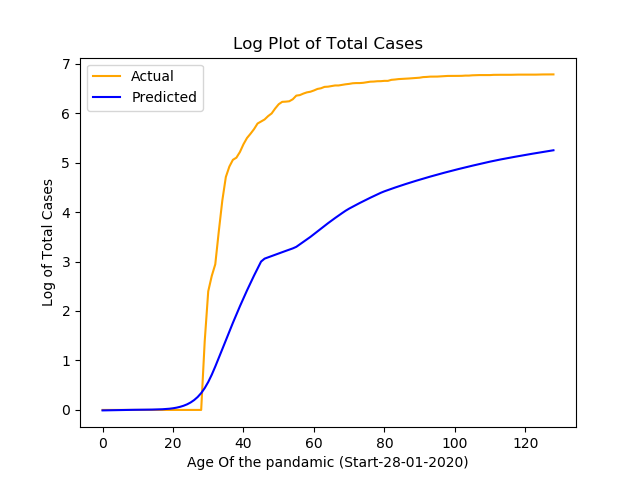 Log Plot of Total Cases
Actual
Predicted
Log of Total Cases
7
6
5
4
3
2
1
0
0 20 40 60 80 100 120
Age Of the pandamic (Start-28-01-2020)